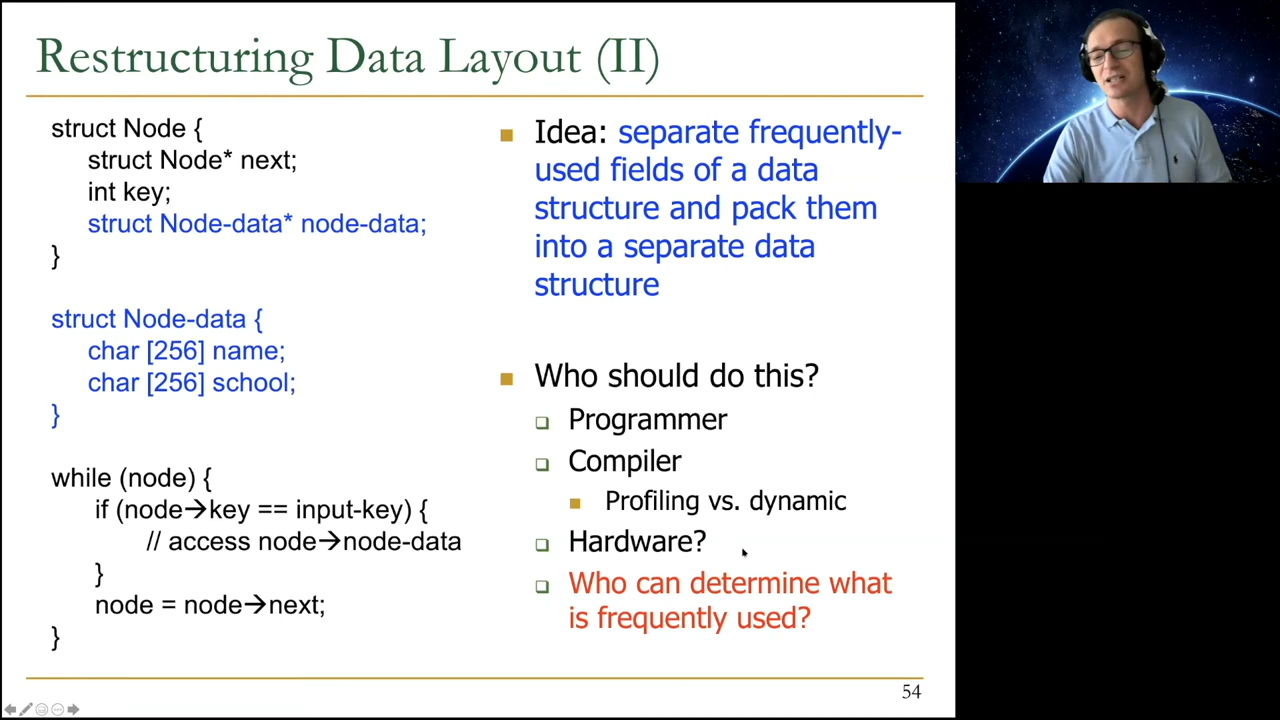 Restructuring Data Layout (II)
struct Node {
struct Node* next;
int key;
struct Node-data* node-data;
}
struct Node-data {
char [256] name;
char [256] school;
}
while (node) {
if (node→key == input-key) {
// access node→node-data
}
node = node→next;
}
Idea: separate frequently-
used fields of a data
structure and pack them
into a separate data
structure
Who should do this?
Programmer
Compiler
Profiling vs. dynamic
Hardware?
Who can determine what
is frequently used?
54